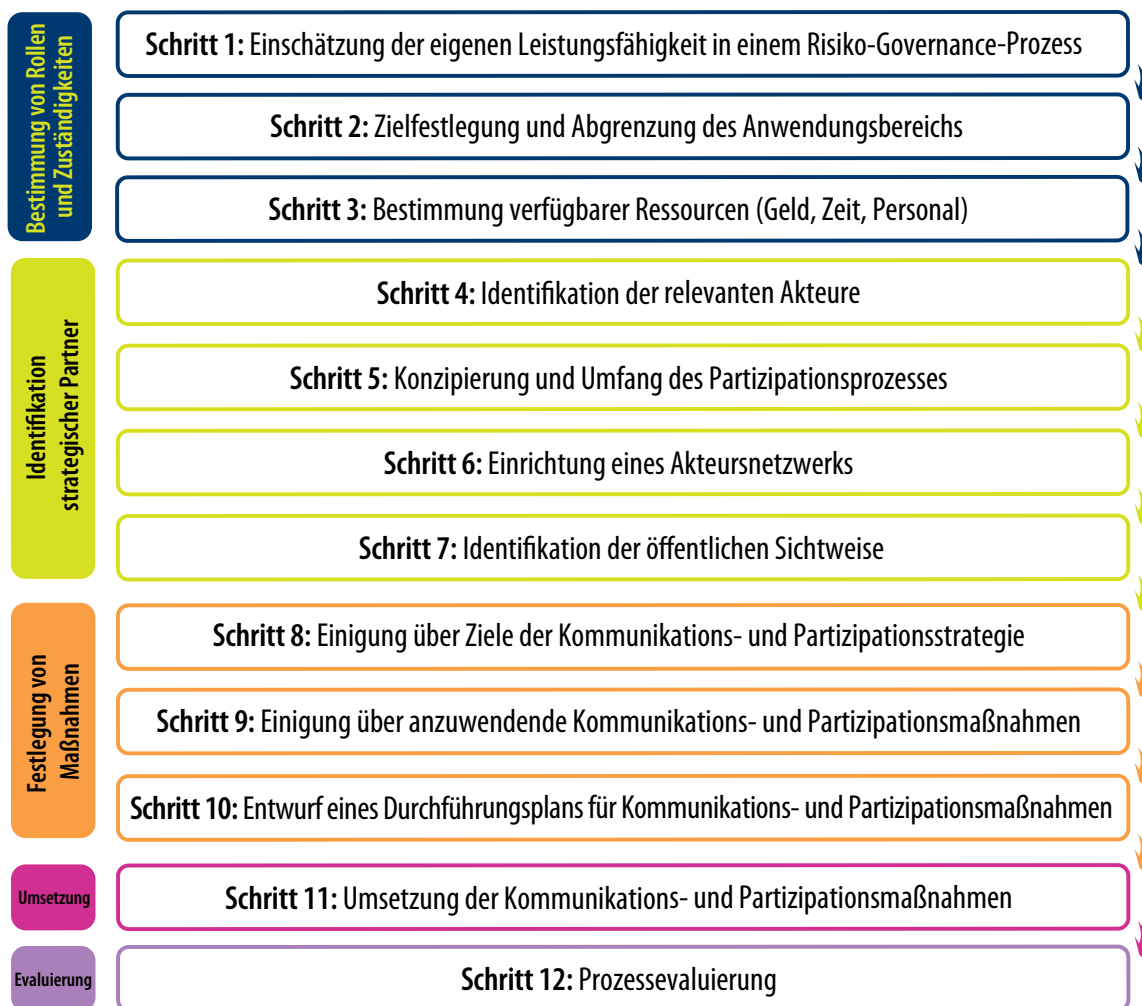 Bestimmung von Rollen
und Zuständigkeiten
Schritt 1: Einschätzung der eigenen Leistungsfähigkeit in einem Risiko-Governance-Prozess
Schritt 2: Zielfestlegung und Abgrenzung des Anwendungsbereichs
Schritt 3: Bestimmung verfügbarer Ressourcen (Geld, Zeit, Personal)
Identifikation
strategischer Partner
Schritt 4: Identifikation der relevanten Akteure
Schritt 5: Konzipierung und Umfang des Partizipationsprozesses
Schritt 6: Einrichtung eines Akteursnetzwerks
Schritt 7: Identifikation der öffentlichen Sichtweise
Festlegung von
Maßnahmen
Schritt 8: Einigung über Ziele der Kommunikations- und Partizipationsstrategie
Schritt 9: Einigung über anzuwendende Kommunikations- und Partizipationsmaßnahmen
Schritt 10: Entwurf eines Durchführungsplans für Kommunikations- und Partizipationsmaßnahmen
Umsetzung
Schritt 11: Umsetzung der Kommunikations- und Partizipationsmaßnahmen
Evaluierung
Schritt 12: Prozessevaluierung